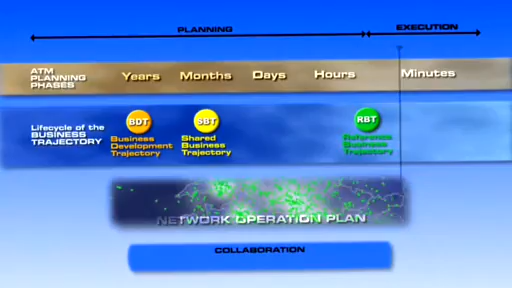 PLANNING
EXECUTION
ATM
PLANNING
PHASES
Years
Months
Days
Hours
Minutes
Lifecycle of the
BUSINESS
TRAJECTORY
BDT
Business
Development
Trajectory
SBT
Shared
Business
Trajectory
RBT
Reference
Business
Trajectory
NETWORK OPERATION PLAN
COLLABORATION